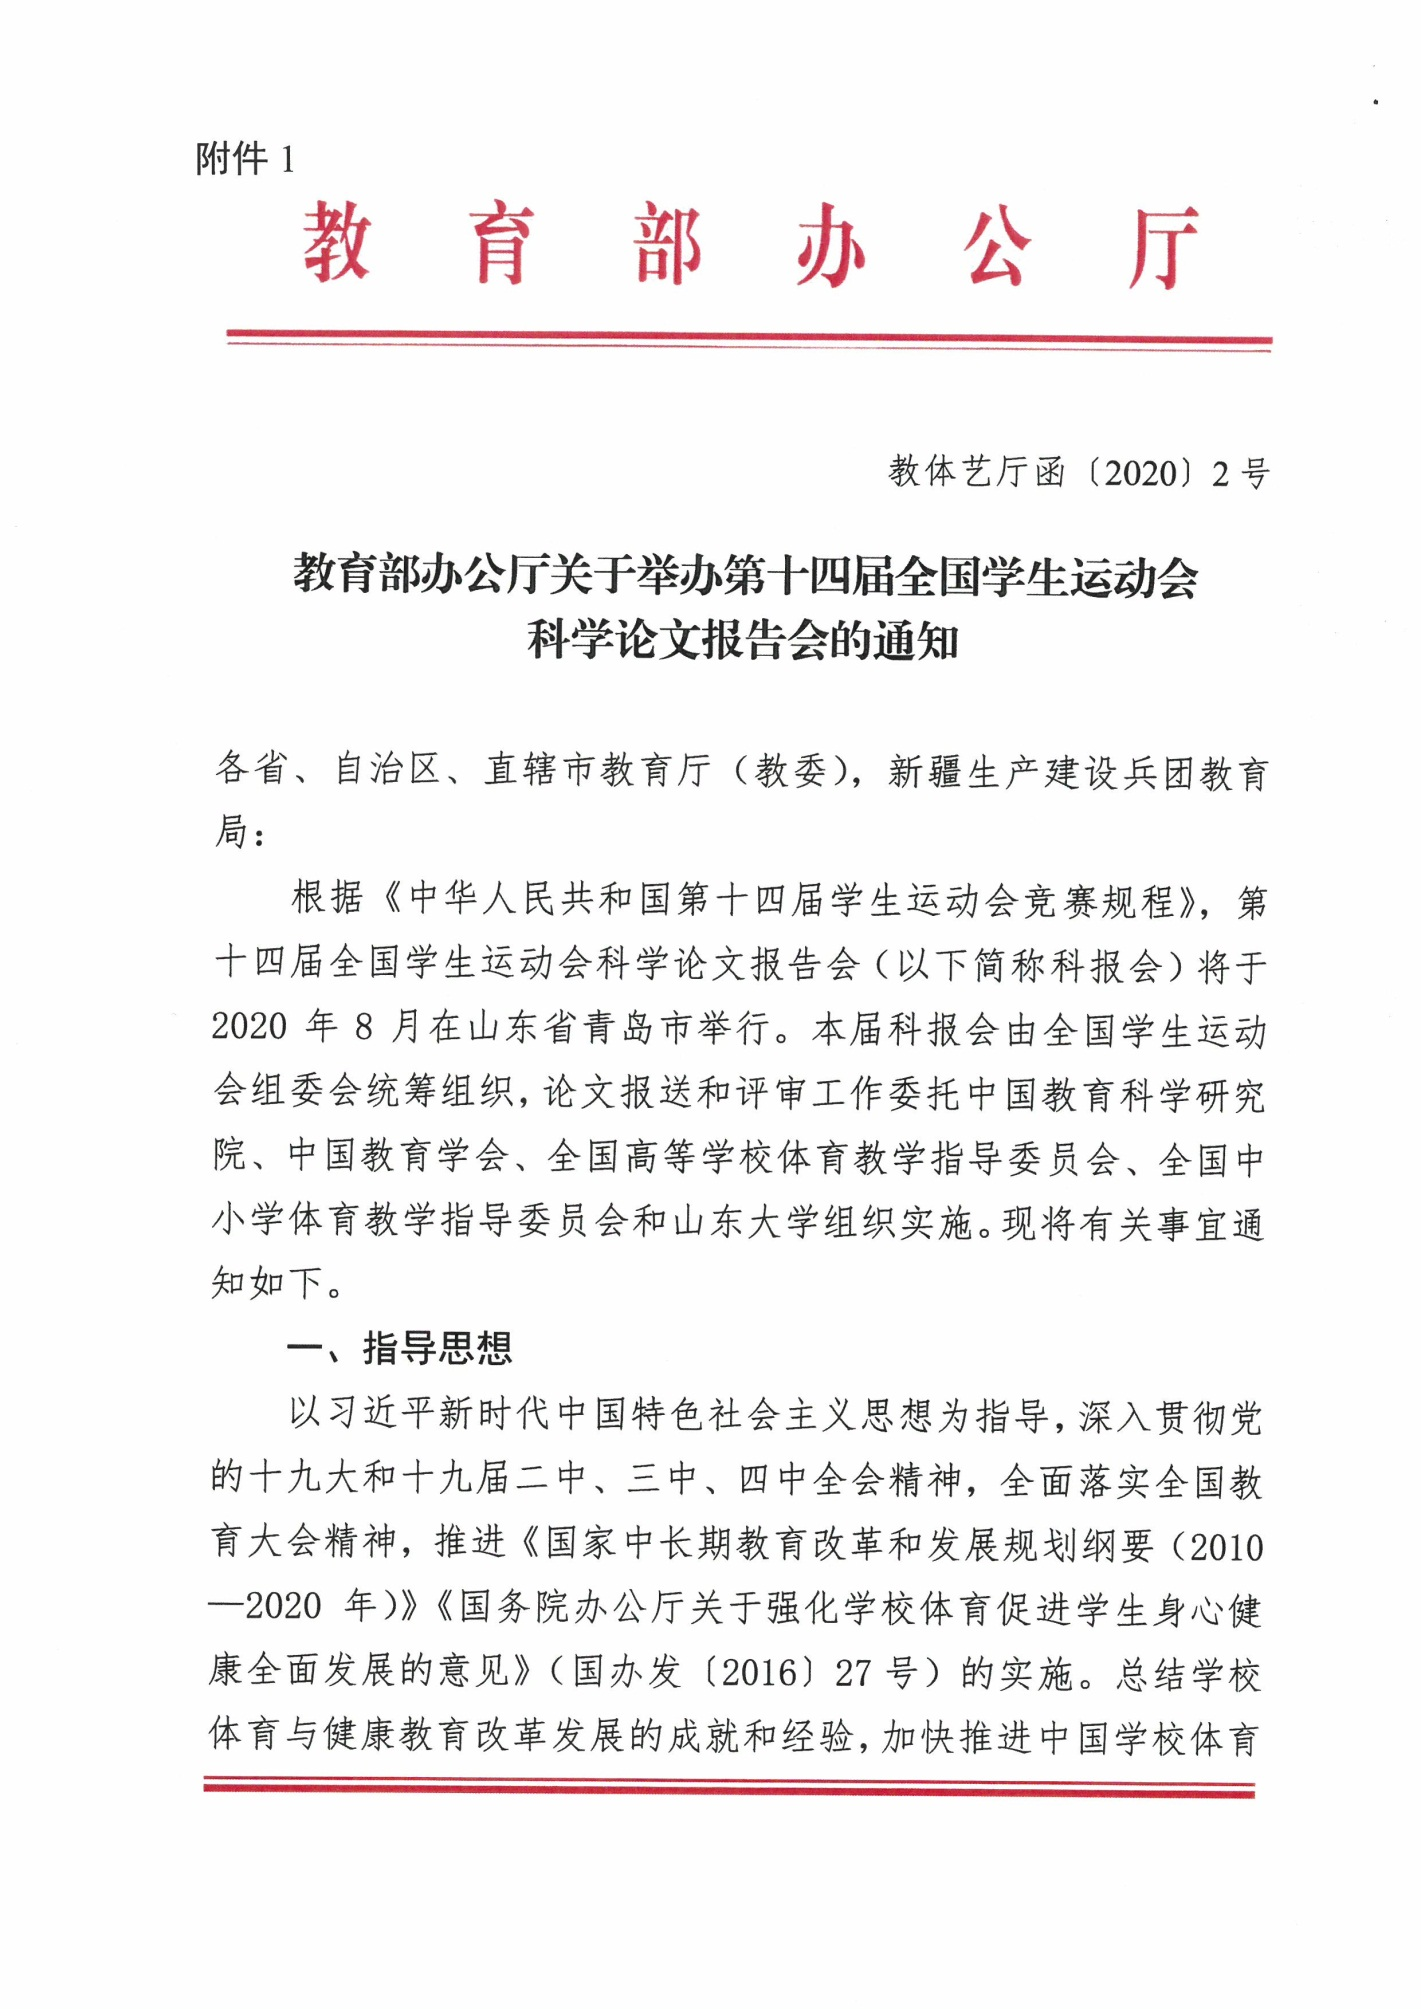 附件 1
教育部办公厅
教体艺厅函〔2020〕2 号
教育部办公厅关于举办第十四届全国学生运动会
科学论文报告会的通知
各省、自治区、直辖市教育厅（教委），新疆生产建设兵团教育
局：
根据《中华人民共和国第十四届学生运动会竞赛规程》，第
十四届全国学生运动会科学论文报告会（以下简称科报会）将于
2020 年 8 月在山东省青岛市举行。本届科报会由全国学生运动
会组委会统筹组织，论文报送和评审工作委托中国教育科学研究
院、中国教育学会、全国高等学校体育教学指导委员会、全国中
小学体育教学指导委员会和山东大学组织实施。现将有关事宜通
知如下。
一、指导思想
以习近平新时代中国特色社会主义思想为指导，深入贯彻党
的十九大和十九届二中、三中、四中全会精神，全面落实全国教
育大会精神，推进《国家中长期教育改革和发展规划纲要（2010
—2020 年）》《国务院办公厅关于强化学校体育促进学生身心健
康全面发展的意见》（国办发〔2016〕27 号）的实施。总结学校
体育与健康教育改革发展的成就和经验，加快推进中国学校体育